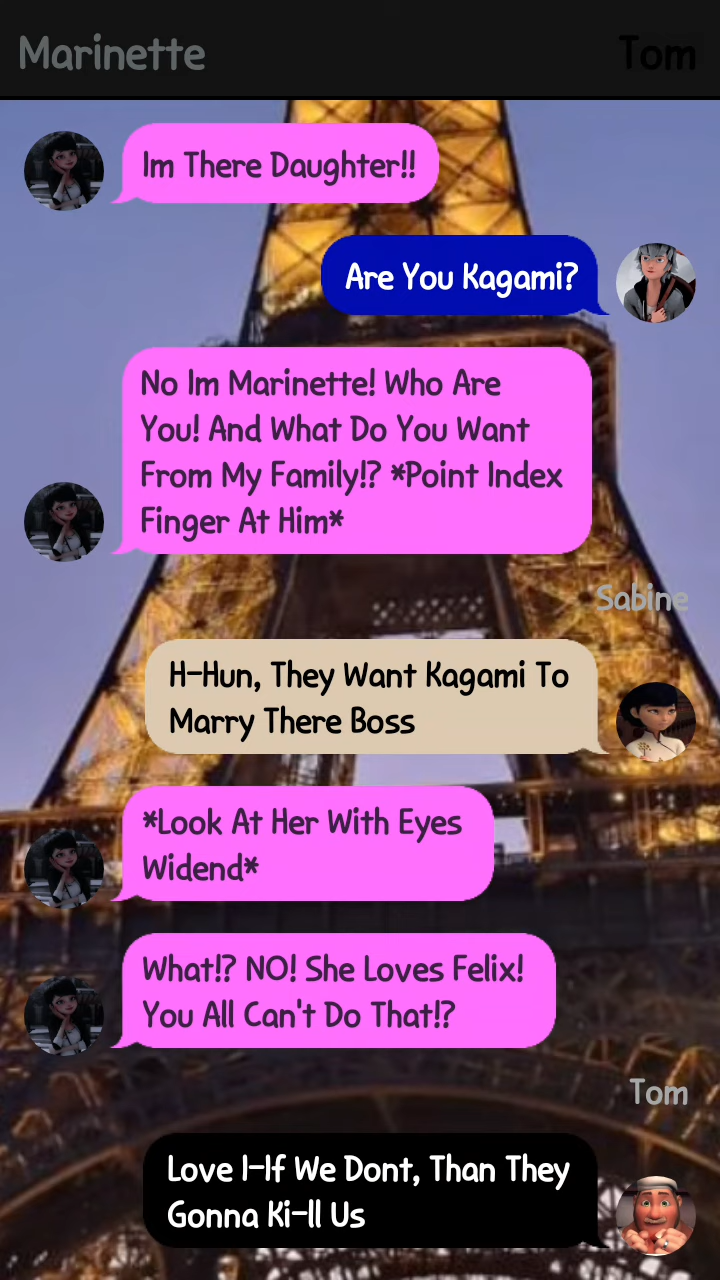 Marinette
Tom
Im There Daughter!!
Are You Kagami?
No Im Marinette! Who Are
You! And What Do You Want
From My Family!? *Point Index
Finger At Him*
Sabine
H-Hun, They Want Kagami To
Marry There Boss
*Look At Her With Eyes
Widend*
What!? NO! She Loves Felix!
You All Can't Do That!?
Tom
Love I-If We Dont, Than They
Gonna Ki-ll Us